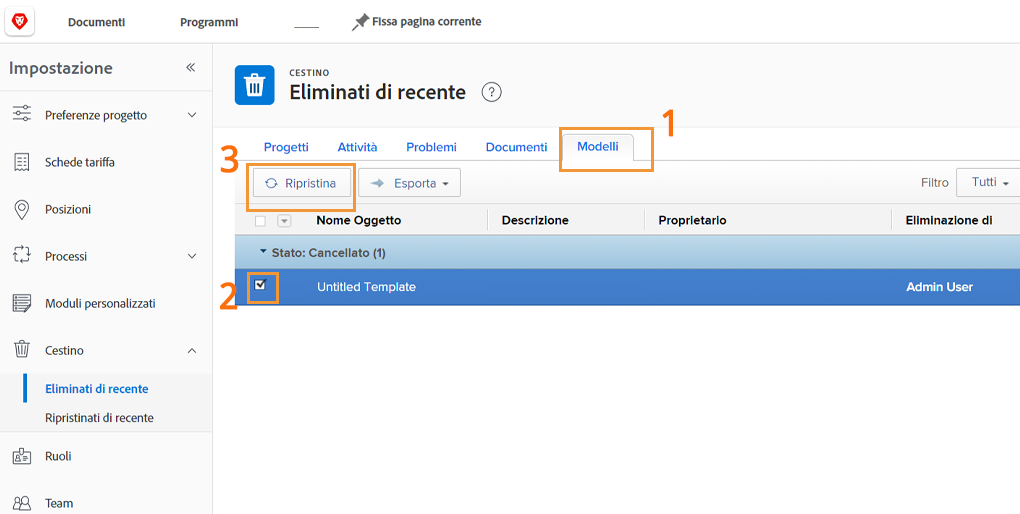 Documenti Programmi Fissa pagina corrente
Impostazione «
Preferenze progetto
Schede tariffa
Posizioni
Processi
Moduli personalizzati
Cestino
Eliminati di recente
Ripristinati di recente
Ruoli
Team
CESTINO
Eliminati di recente ?
1
Progetti Attività Problemi Documenti Modelli
3
Ripristina Esporta Filtro Tutti
Nome Oggetto Descrizione Proprietario Eliminazione di
Stato: Cancellato (1)
2
Untitled Template Admin User